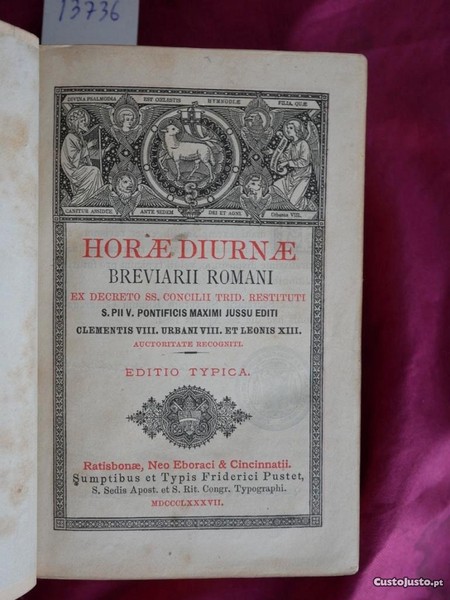 13736
DIVINA PSALMODIA EST COELESTIS HYMNODIÆ FILIA, QUÆ
CANITUR ASSIDUE ANTE SEDEM DEI ET AGNI. Urbanus VIII.
HORÆ DIURNÆ
BREVIARII ROMANI
EX DECRETO SS. CONCILII TRID. RESTITUTI
S. PII V. PONTIFICIS MAXIMI JUSSU EDITI
CLEMENTIS VIII. URBANI VIII. ET LEONIS XIII.
AUCTORITATE RECOGNITI.
EDITIO TYPICA.
Ratisbonæ, Neo Eboraci & Cincinnatii.
Sumptibus et Typis Friderici Pustet,
S. Sedis Apost. et S. Rit. Congr. Typographi.
MDCCCLXXXVII.
CustoJusto.pt